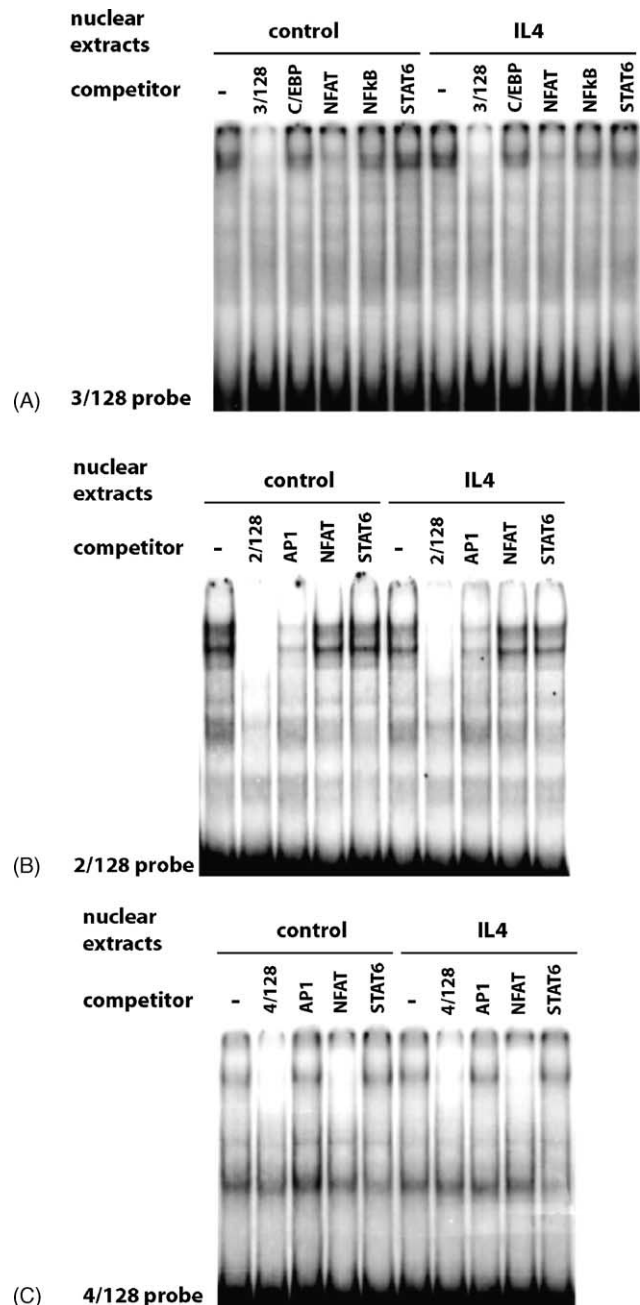 nuclear extracts control IL4
competitor - 3/128 C/EBP NFAT NFkB STAT6 - 3/128 C/EBP NFAT NFkB STAT6
(A) 3/128 probe
nuclear extracts control IL4
competitor - 2/128 AP1 NFAT STAT6 - 2/128 AP1 NFAT STAT6
(B) 2/128 probe
nuclear extracts control IL4
competitor - 4/128 AP1 NFAT STAT6 - 4/128 AP1 NFAT STAT6
(C) 4/128 probe